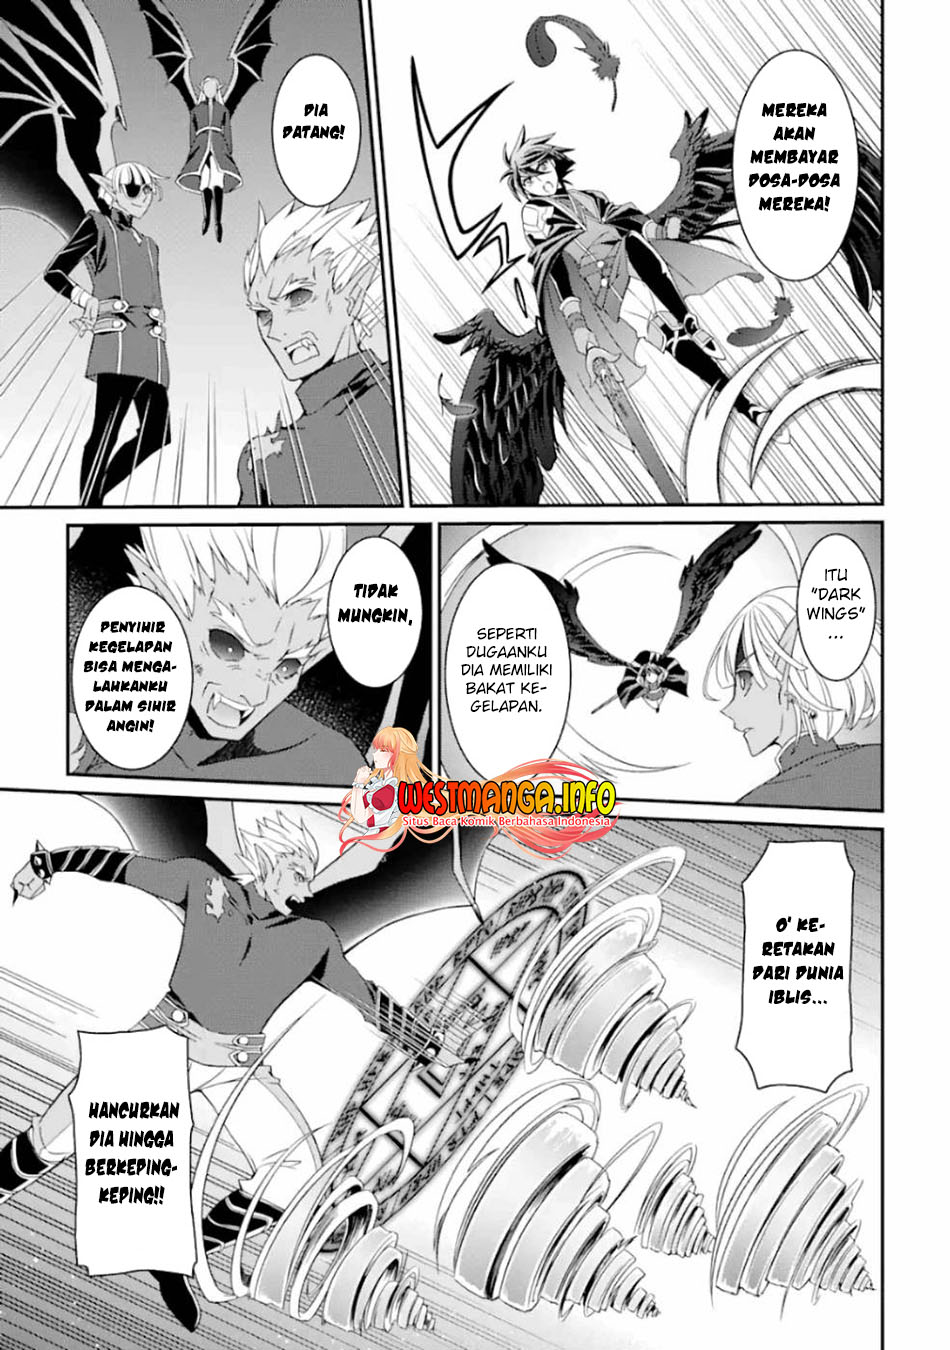 MEREKA
AKAN
MEMBAYAR
DOSA-DOSA
MEREKA!
DIA
DATANG!
ITU
"DARK
WINGS"
...
SEPERTI
DUGAANKU
DIA MEMILIKI
BAKAT KE-
GELAPAN.
TIDAK
MUNGKIN,
PENYIHIR
KEGELAPAN
BISA MENGA-
LAHKANKU
DALAM SIHIR
ANGIN!
WESTMANGA.INFO
Situs Baca Komik Berbahasa Indonesia
O' KE-
RETAKAN
DARI DUNIA
IBLIS...
HANCURKAN
DIA HINGGA
BERKEPING-
KEPING!!